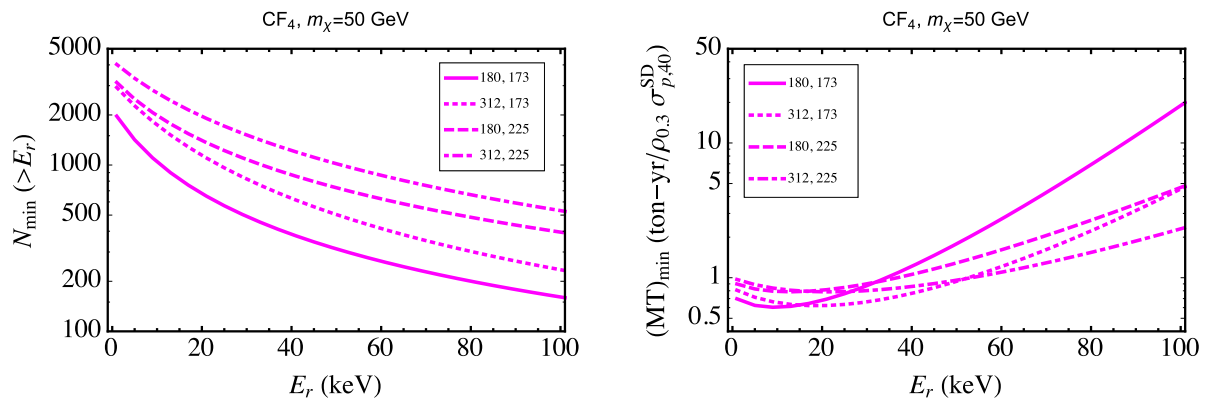 CF₄, mχ=50 GeV
5000
2000
1000
500
200
100
0 20 40 60 80 100
Nmin (>Er)
Er (keV)
180, 173
312, 173
180, 225
312, 225
CF₄, mχ=50 GeV
50
10
5
1
0.5
0 20 40 60 80 100
(MT)min (ton−yr/ρ0.3 σSDp,40)
Er (keV)
180, 173
312, 173
180, 225
312, 225